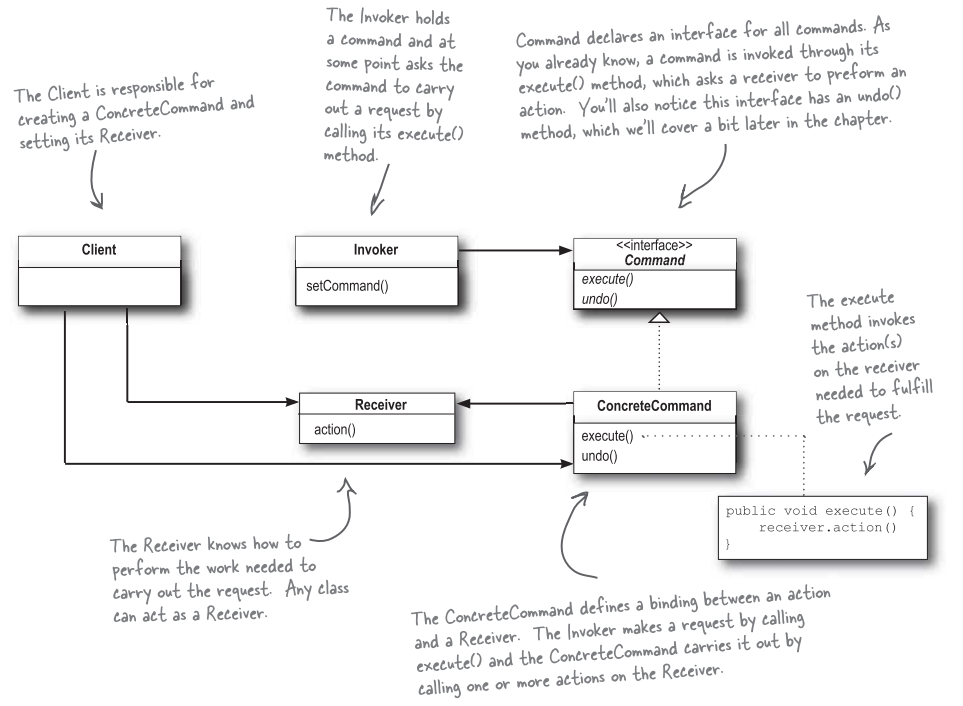 The Client is responsible for
creating a ConcreteCommand and
setting its Receiver.
The Invoker holds
a command and at
some point asks the
command to carry
out a request by
calling its execute()
method.
Command declares an interface for all commands. As
you already know, a command is invoked through its
execute() method, which asks a receiver to preform an
action. You'll also notice this interface has an undo()
method, which we'll cover a bit later in the chapter.
Client
Invoker
setCommand()
<<interface>>
Command
execute()
undo()
The execute
method invokes
the action(s)
on the receiver
needed to fulfill
the request.
Receiver
action()
ConcreteCommand
execute()
undo()
public void execute() {
receiver.action()
}
The Receiver knows how to
perform the work needed to
carry out the request. Any class
can act as a Receiver.
The ConcreteCommand defines a binding between an action
and a Receiver. The Invoker makes a request by calling
execute() and the ConcreteCommand carries it out by
calling one or more actions on the Receiver.